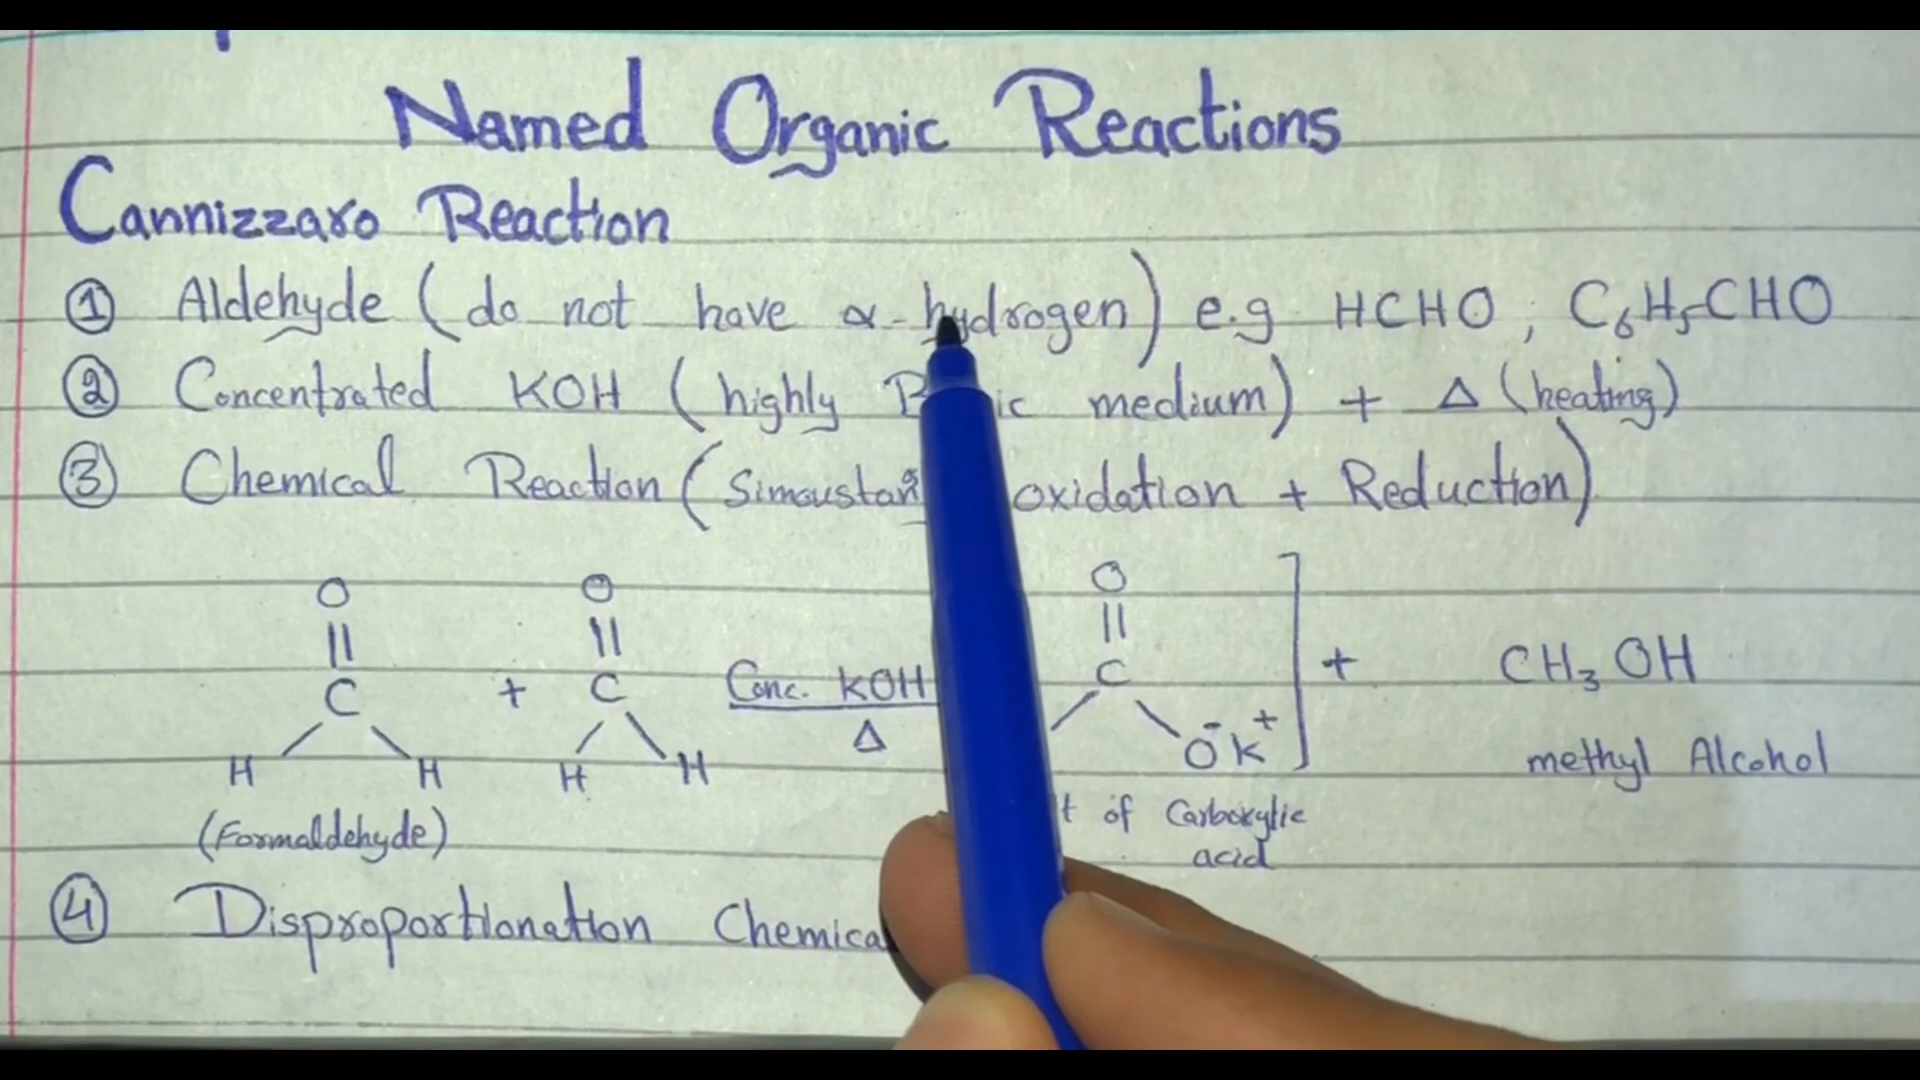 Named Organic Reactions
Cannizzaro Reaction
① Aldehyde (do not have α-hydrogen) e.g HCHO, C₆H₅CHO
② Concentrated KOH (highly medium) + Δ (heating)
③ Chemical Reaction (oxidation + Reduction)
O O O
C + C Conc. KOH C + CH₃OH
Δ O⁻K⁺
H H H H methyl Alcohol
(Formaldehyde) of Carboxylic
acid
④ Disproportionation